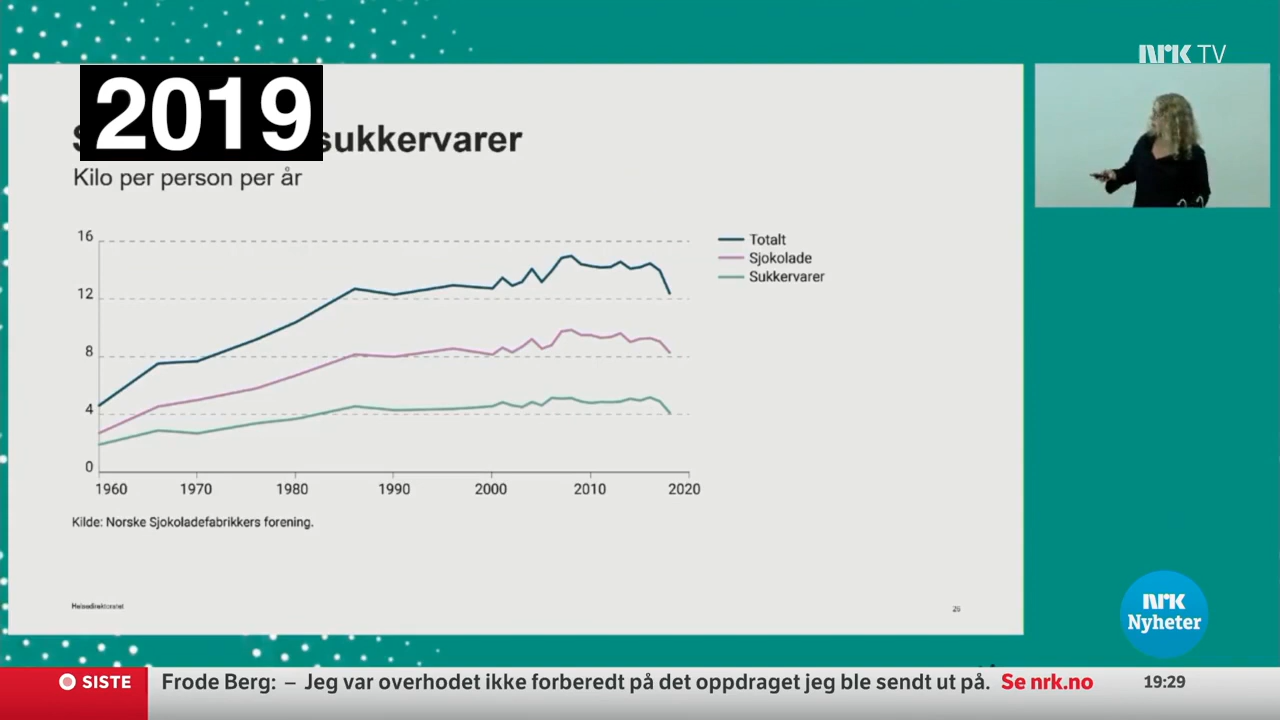 nrk TV
2019
sukkervarer
Kilo per person per år
16
12
8
4
0
1960 1970 1980 1990 2000 2010 2020
Totalt
Sjokolade
Sukkervarer
Kilde: Norske Sjokoladefabrikkers forening.
Helsedirektoratet
nrk
Nyheter
SISTE Frode Berg: – Jeg var overhodet ikke forberedt på det oppdraget jeg ble sendt ut på. Se nrk.no 19:29